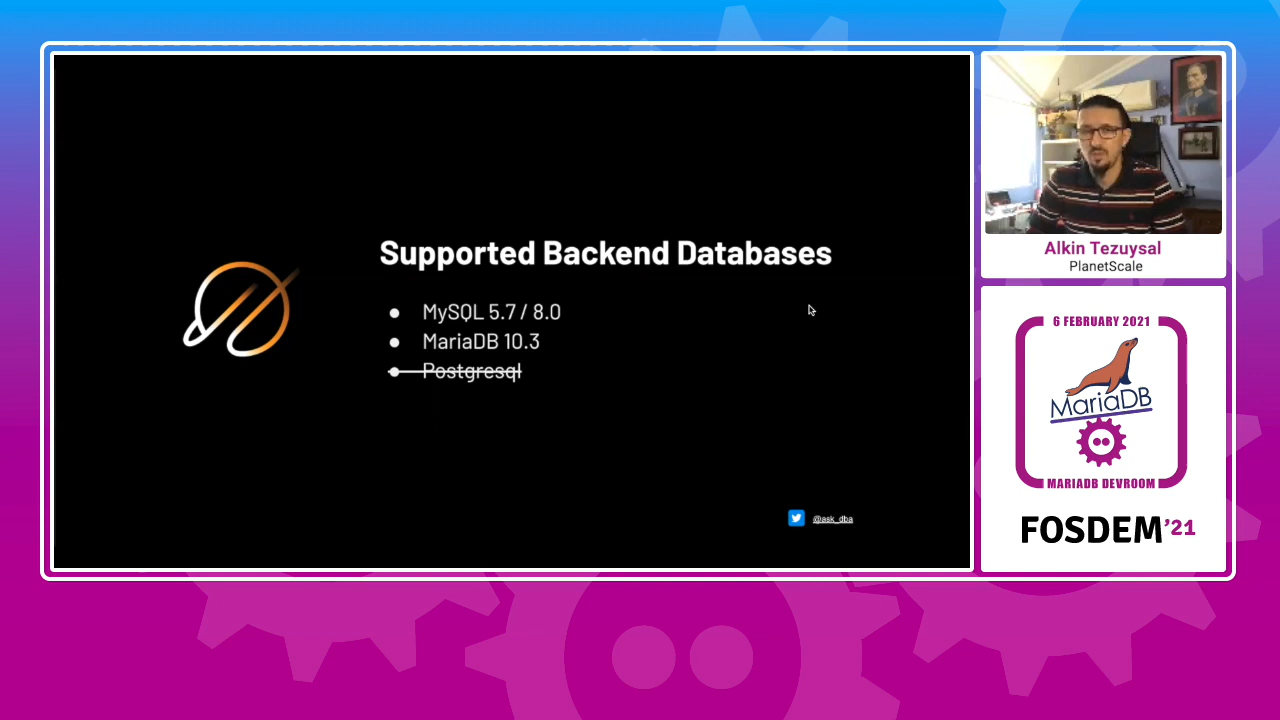 Supported Backend Databases
● MySQL 5.7 / 8.0
● MariaDB 10.3
● Postgresql
@ask_dba
Alkin Tezuysal
PlanetScale
6 FEBRUARY 2021
MariaDB
MARIADB DEVROOM
FOSDEM'21